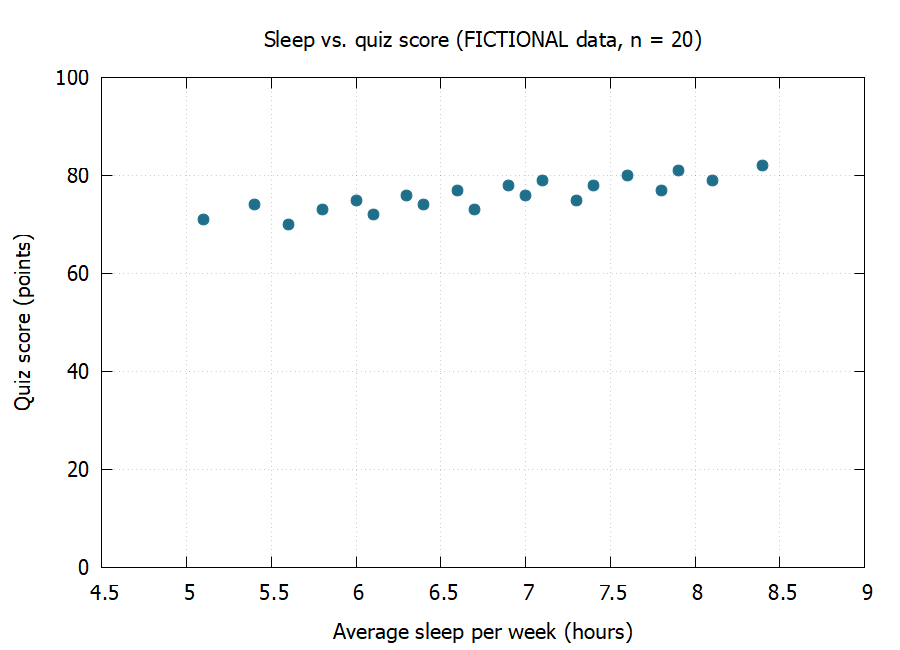 Sleep vs. quiz score (FICTIONAL data, n = 20)
100
80
60
40
20
0
Quiz score (points)
4.5 5 5.5 6 6.5 7 7.5 8 8.5 9
Average sleep per week (hours)